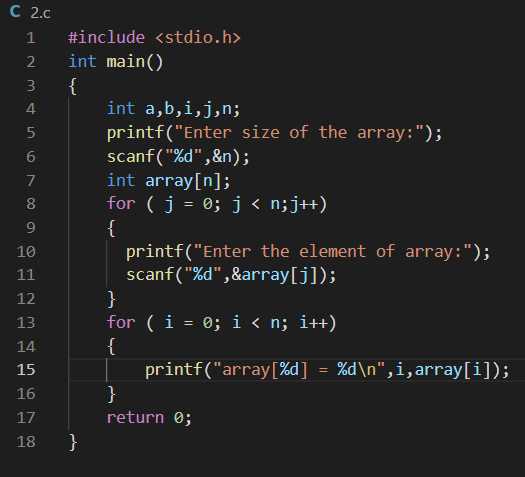 C 2.c
1 #include <stdio.h>
2 int main()
3 {
4     int a,b,i,j,n;
5     printf("Enter size of the array:");
6     scanf("%d",&n);
7     int array[n];
8     for ( j = 0; j < n;j++)
9     {
10       printf("Enter the element of array:");
11       scanf("%d",&array[j]);
12     }
13     for ( i = 0; i < n; i++)
14     {
15         printf("array[%d] = %d\n",i,array[i]);
16     }
17     return 0;
18 }